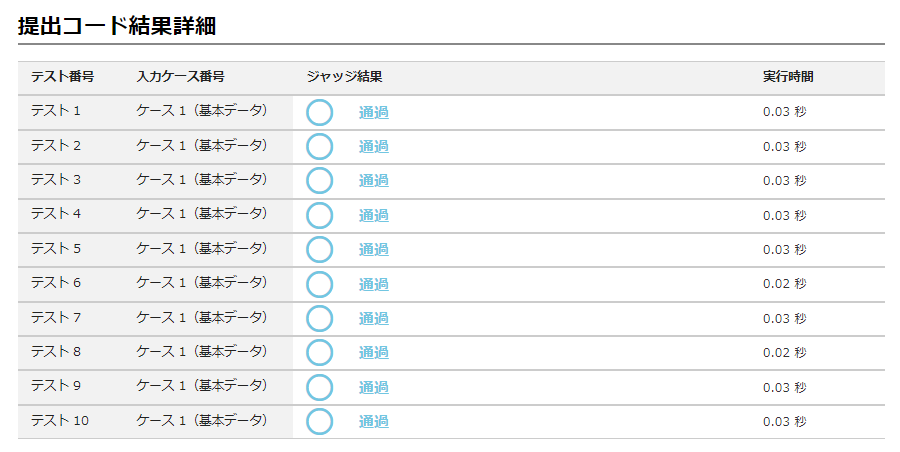 提出コード結果詳細
テスト番号 入力ケース番号 ジャッジ結果 実行時間
テスト 1 ケース 1（基本データ） 通過 0.03 秒
テスト 2 ケース 1（基本データ） 通過 0.03 秒
テスト 3 ケース 1（基本データ） 通過 0.03 秒
テスト 4 ケース 1（基本データ） 通過 0.03 秒
テスト 5 ケース 1（基本データ） 通過 0.03 秒
テスト 6 ケース 1（基本データ） 通過 0.02 秒
テスト 7 ケース 1（基本データ） 通過 0.03 秒
テスト 8 ケース 1（基本データ） 通過 0.02 秒
テスト 9 ケース 1（基本データ） 通過 0.03 秒
テスト 10 ケース 1（基本データ） 通過 0.03 秒